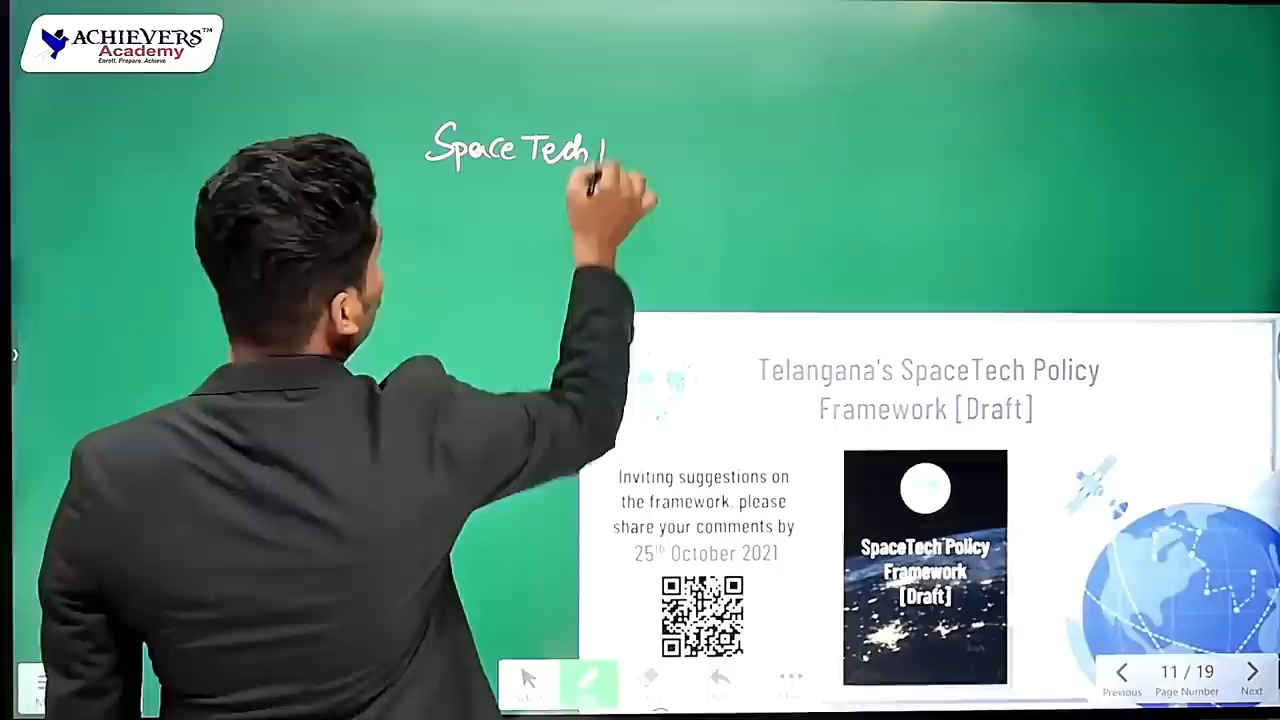 ACHIEVERS™
Academy
Enroll. Prepare. Achieve
Space Tech
Telangana's SpaceTech Policy
Framework [Draft]
Inviting suggestions on
the framework, please
share your comments by
25th October 2021
SpaceTech Policy
Framework
[Draft]
11 / 19
Previous Page Number Next